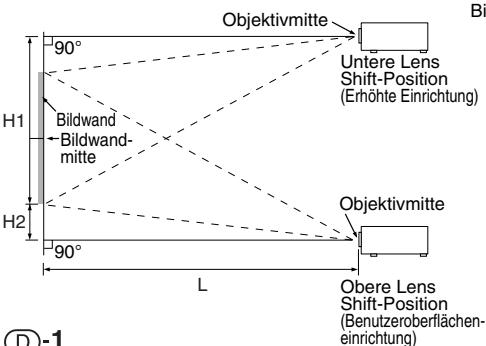 Objektivmitte
Bi
90°
Untere Lens
Shift-Position
(Erhöhte Einrichtung)
H1
Bildwand
Bildwand-
mitte
H2
Objektivmitte
90°
L
Obere Lens
Shift-Position
(Benutzeroberflächen-
einrichtung)
D-1